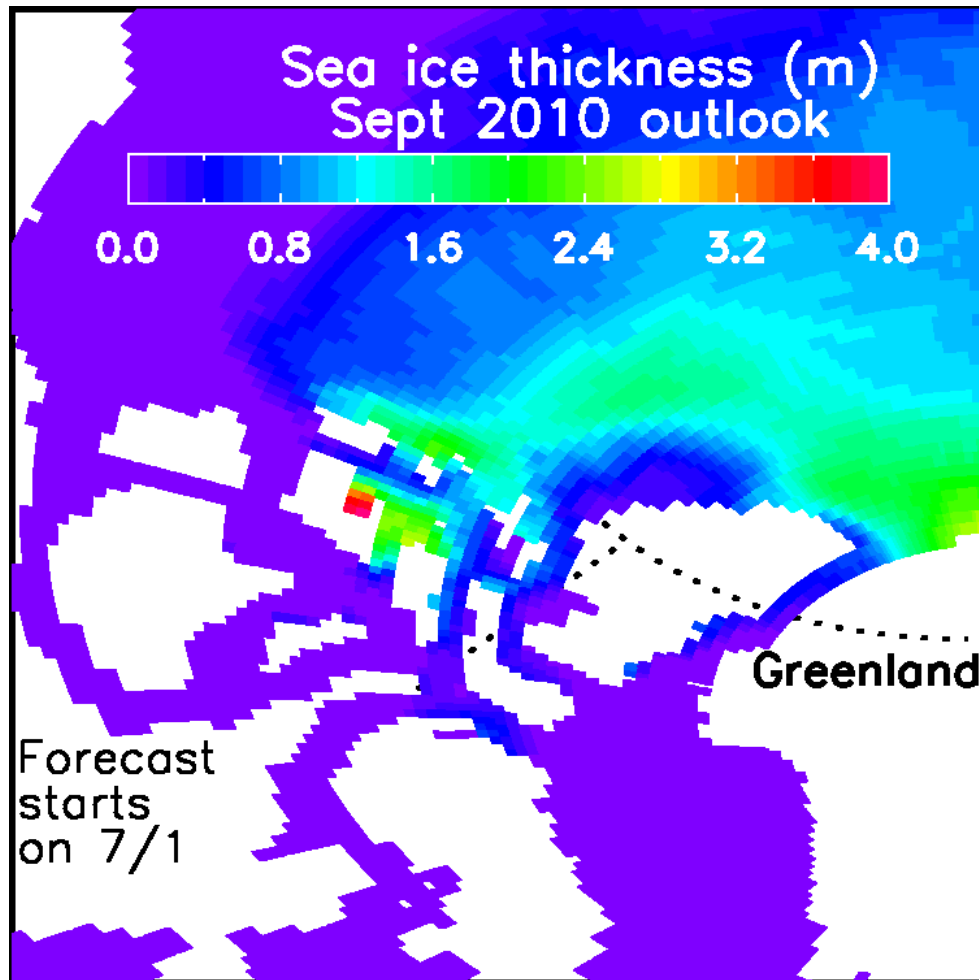 Sea ice thickness (m)
Sept 2010 outlook
0.0 0.8 1.6 2.4 3.2 4.0
Greenland
Forecast
starts
on 7/1